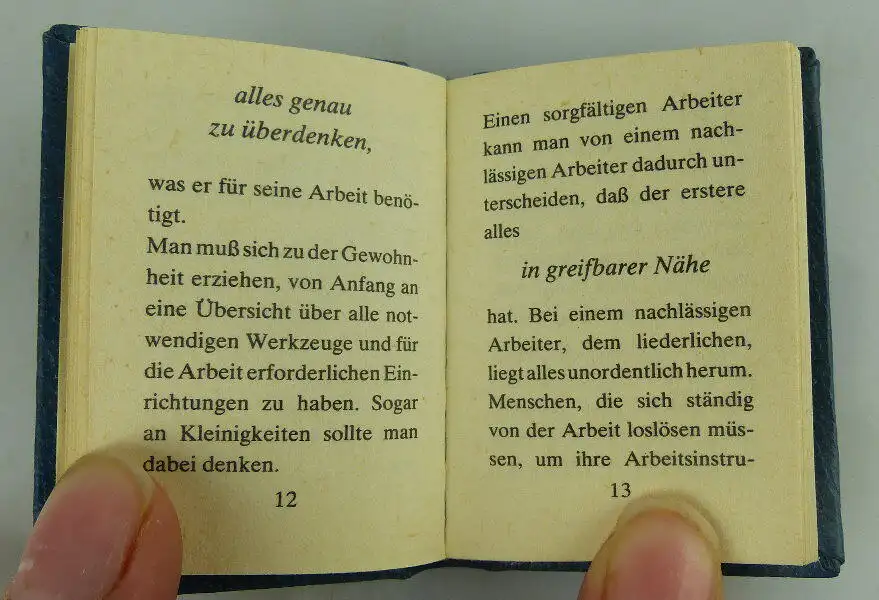 alles genau
zu überdenken,
was er für seine Arbeit benö-
tigt.
Man muß sich zu der Gewohn-
heit erziehen, von Anfang an
eine Übersicht über alle not-
wendigen Werkzeuge und für
die Arbeit erforderlichen Ein-
richtungen zu haben. Sogar
an Kleinigkeiten sollte man
dabei denken.
12
Einen sorgfältigen Arbeiter
kann man von einem nach-
lässigen Arbeiter dadurch un-
terscheiden, daß der erstere
alles
in greifbarer Nähe
hat. Bei einem nachlässigen
Arbeiter, dem liederlichen,
liegt alles unordentlich herum.
Menschen, die sich ständig
von der Arbeit loslösen müs-
sen, um ihre Arbeitsinstru-
13